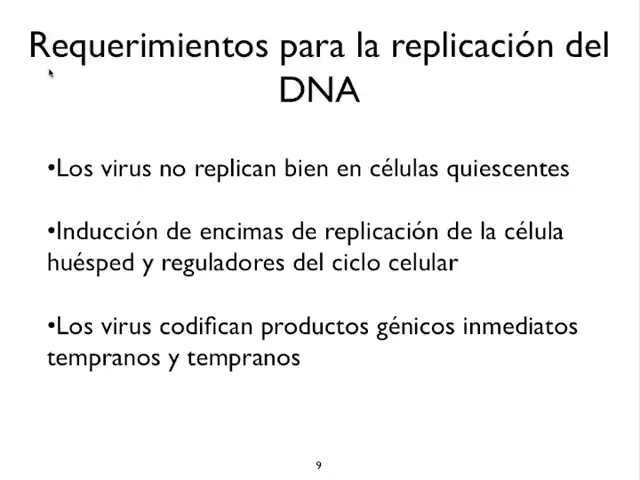 Requerimientos para la replicación del
DNA
•Los virus no replican bien en células quiescentes
•Inducción de encimas de replicación de la célula
huésped y reguladores del ciclo celular
•Los virus codifican productos génicos inmediatos
tempranos y tempranos
9